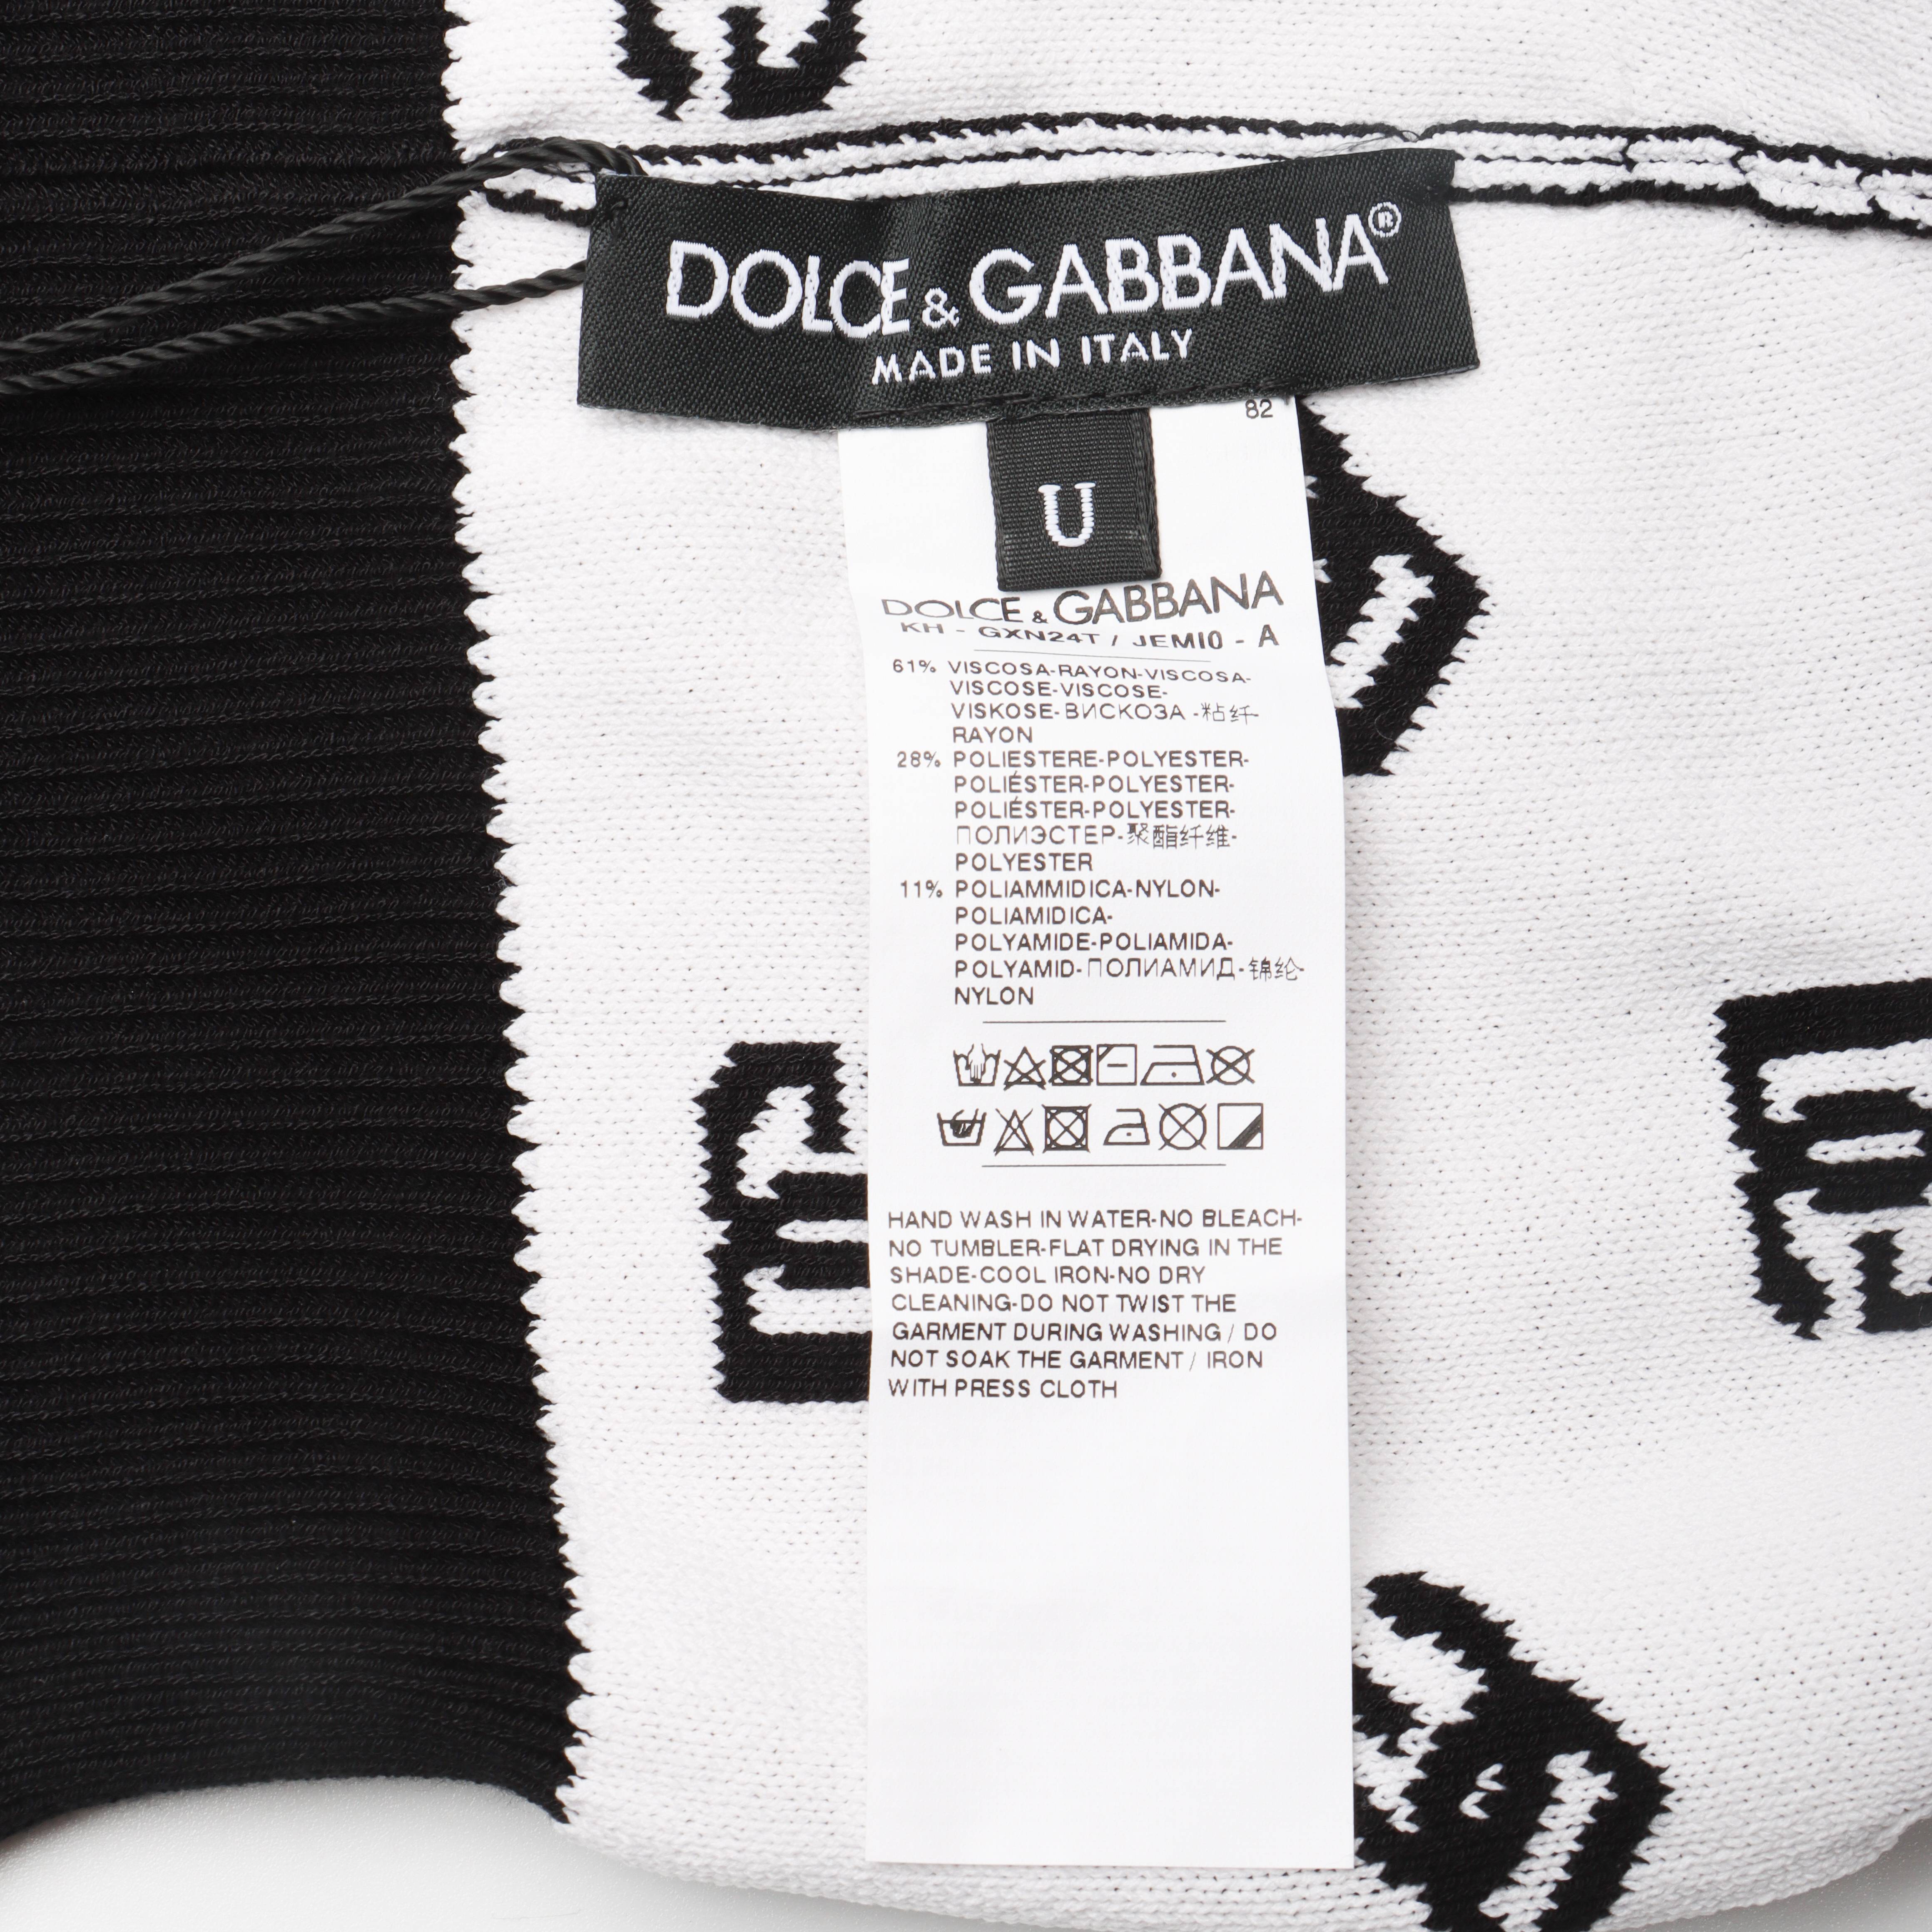 DOLCE & GABBANA®
MADE IN ITALY
82
U
DOLCE & GABBANA
KH - GXN24T / JEMI0 - A
61% VISCOSA-RAYON-VISCOSA-
VISCOSE-VISCOSE-
VISKOSE-ВИСКОЗА -粘纤-
RAYON
28% POLIESTERE-POLYESTER-
POLIÉSTER-POLYESTER-
POLIÉSTER-POLYESTER-
ПОЛИЭСТЕР-聚酯纤维-
POLYESTER
11% POLIAMMIDICA-NYLON-
POLIAMIDICA-
POLYAMIDE-POLIAMIDA-
POLYAMID-ПОЛИАМИД-锦纶-
NYLON
HAND WASH IN WATER-NO BLEACH-
NO TUMBLER-FLAT DRYING IN THE
SHADE-COOL IRON-NO DRY
CLEANING-DO NOT TWIST THE
GARMENT DURING WASHING / DO
NOT SOAK THE GARMENT / IRON
WITH PRESS CLOTH